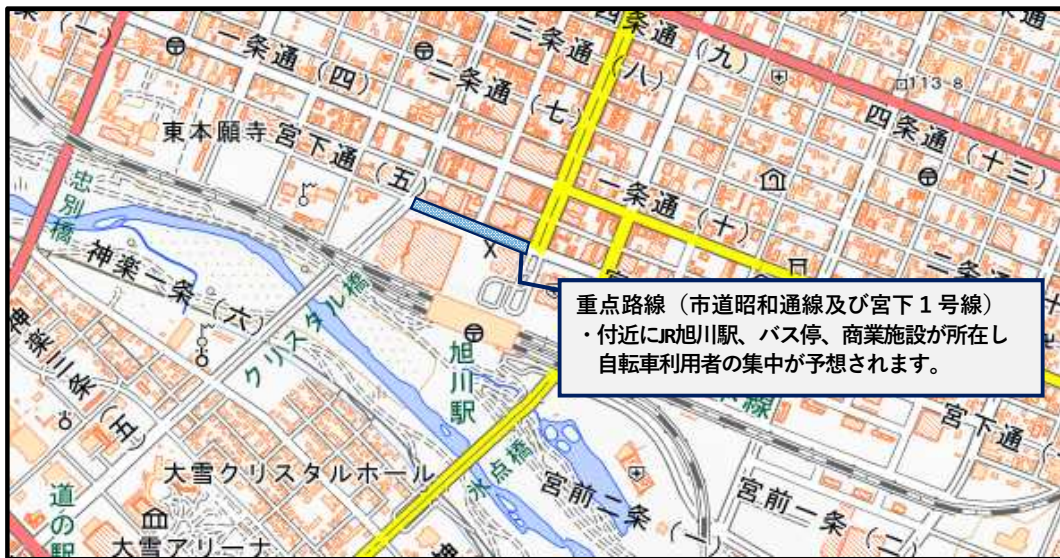 条(一)
一条通(四)
二条通
三条通(八)
(七)
四条通(九)
113-8
四条通(十三)
東本願寺
宮下通(五)
一条通(十)
忠別橋
神楽一条(六)
クリスタル橋
旭川駅
重点路線(市道昭和通線及び宮下1号線)
・付近にJR旭川駅、バス停、商業施設が所在し
自転車利用者の集中が予想されます。
神楽三条(五)
大雪クリスタルホール
氷点橋
宮前二条(一)
宮前一条(二)
宮下通(
道の駅
大雪アリーナ
線